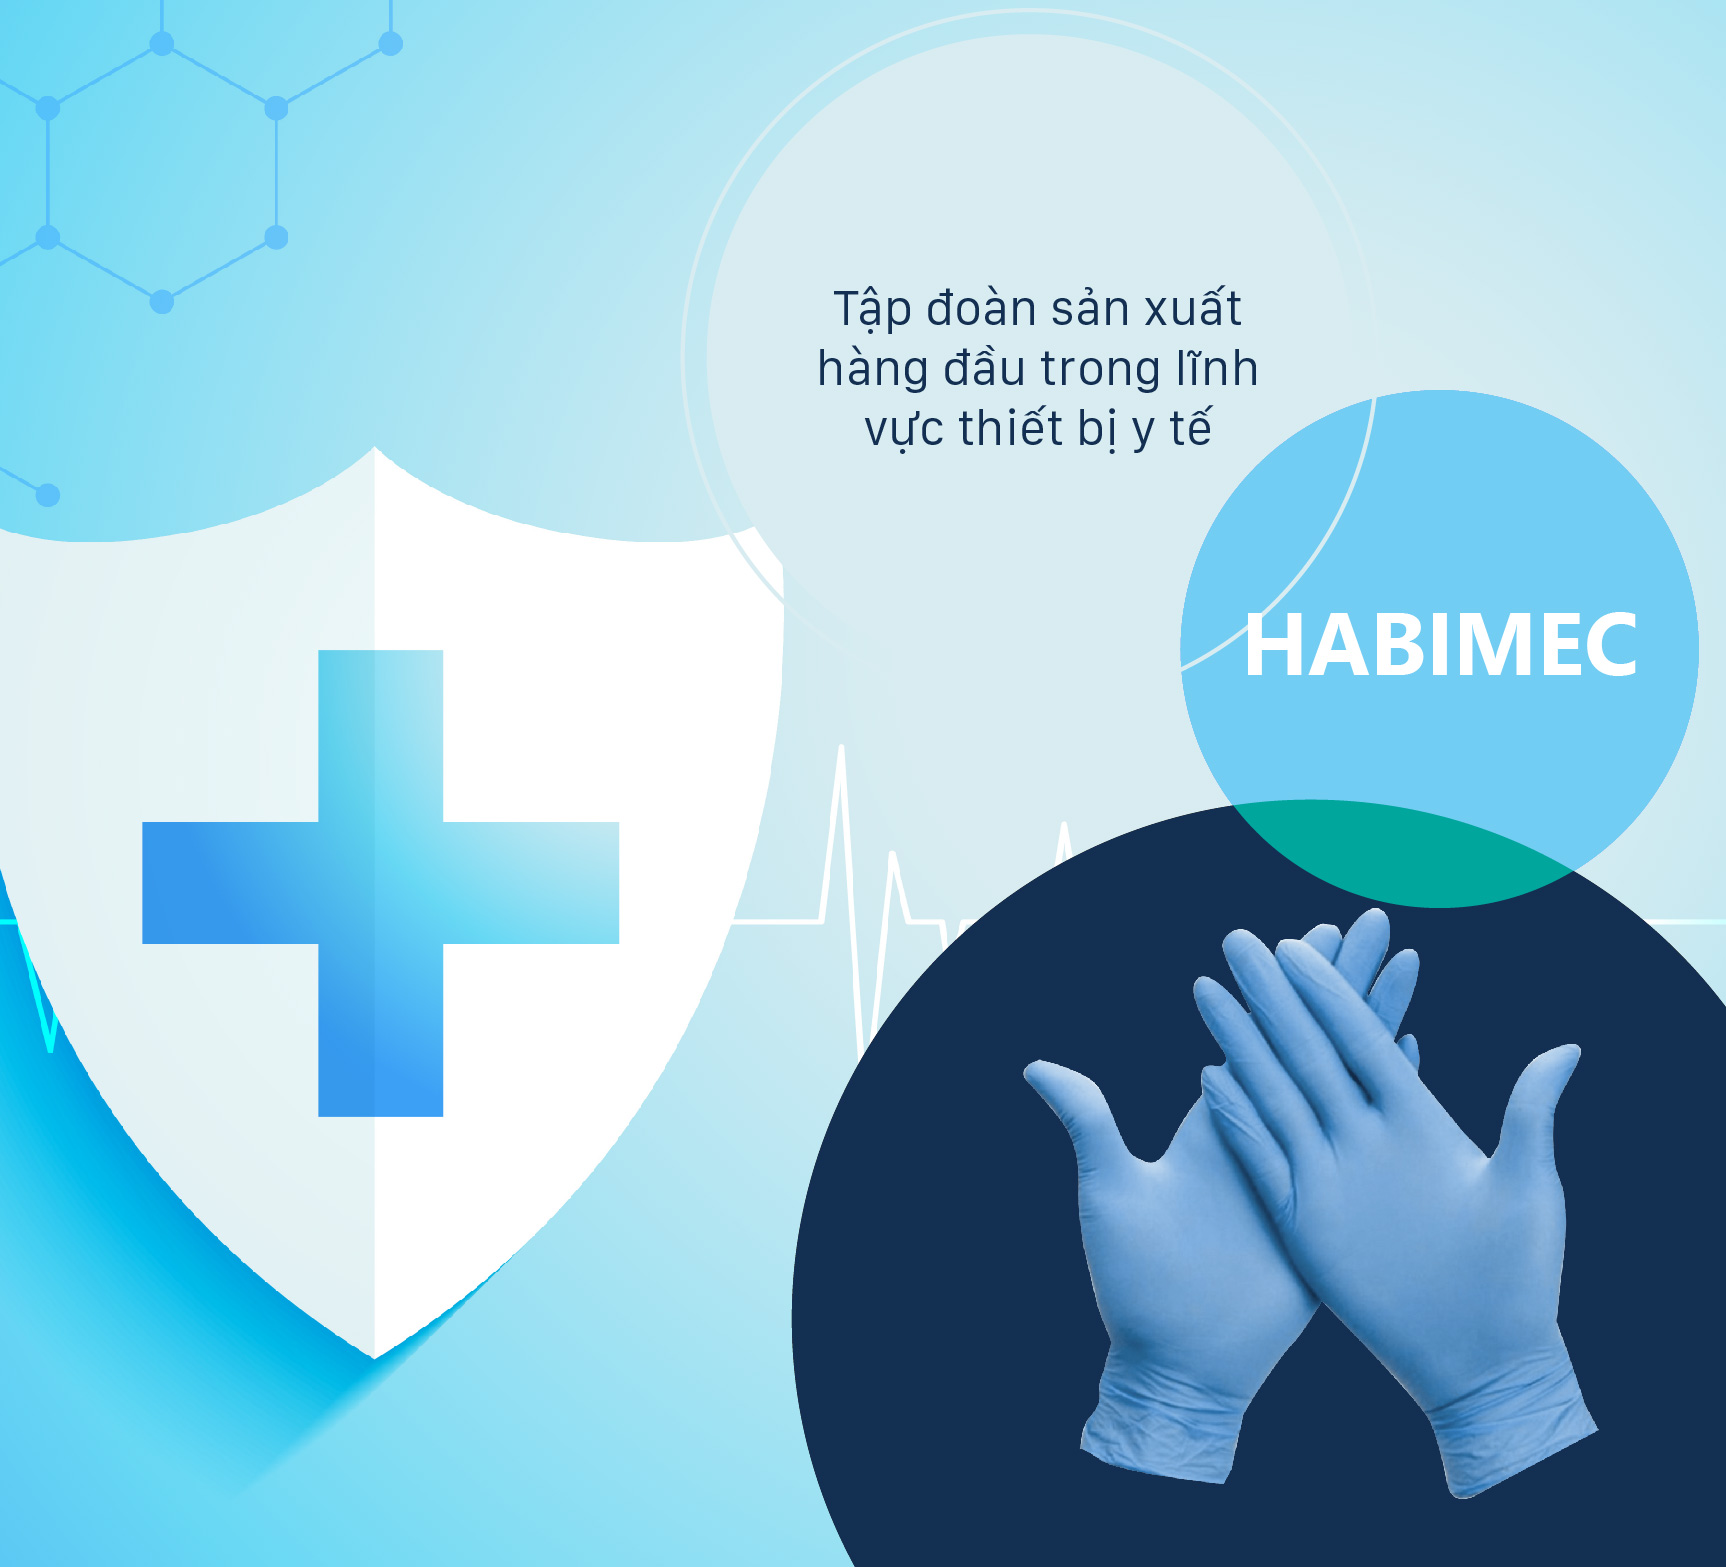 Tập đoàn sản xuất
hàng đầu trong lĩnh
vực thiết bị y tế
HABIMEC